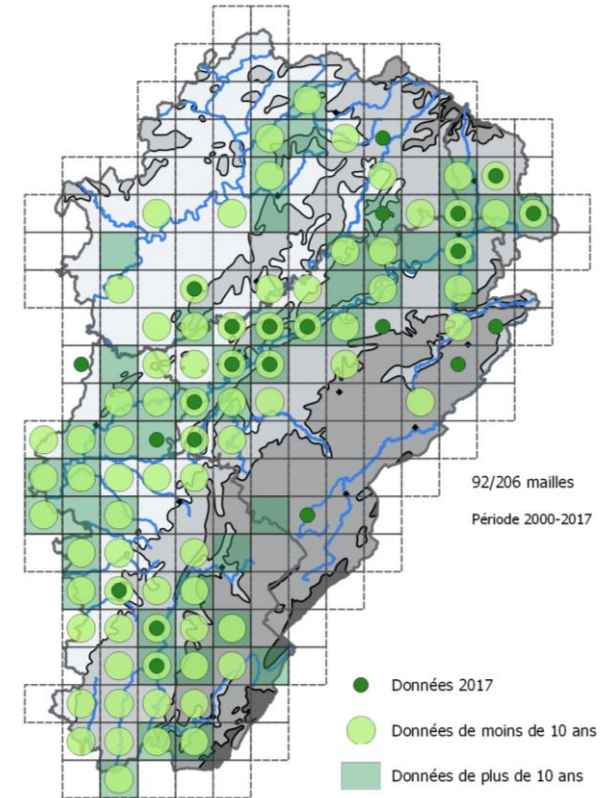 92/206 mailles
Période 2000-2017
Données 2017
Données de moins de 10 ans
Données de plus de 10 ans